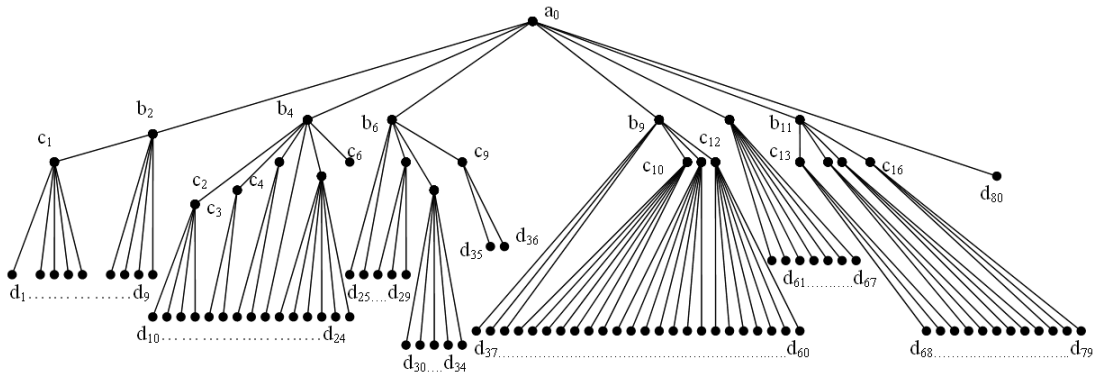 a₀
b₂
b₄
b₆
b₉
b₁₁
c₁
c₂
c₃
c₄
c₆
c₉
c₁₀
c₁₂
c₁₃
c₁₆
d₈₀
d₃₅ d₃₆
d₁………………d₉
d₂₅….d₂₉
d₆₁………..d₆₇
d₁₀………………………d₂₄
d₃₀….d₃₄
d₃₇……………………………………………d₆₀
d₆₈……………………d₇₉